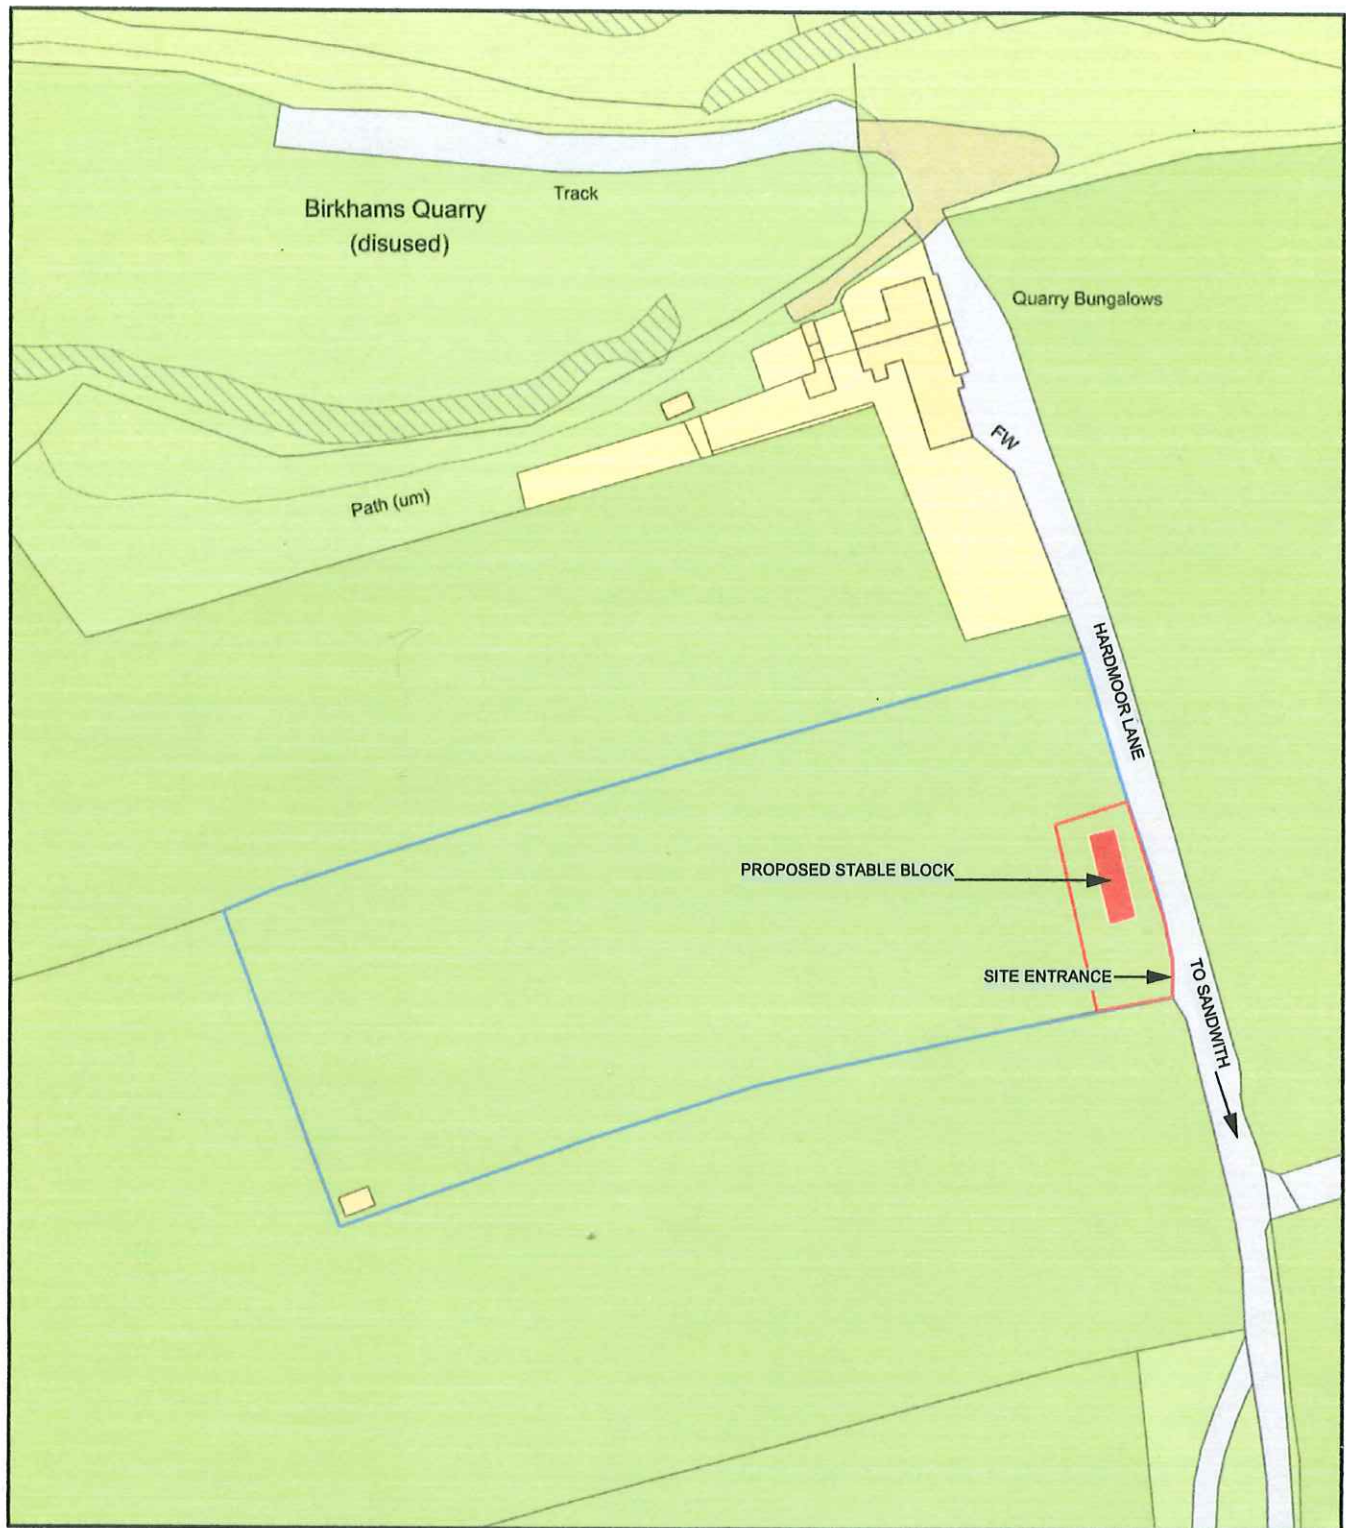 Track
Birkhams Quarry
(disused)
Quarry Bungalows
FW
Path (um)
HARDMOOR LANE
PROPOSED STABLE BLOCK
SITE ENTRANCE
TO SANDWITH